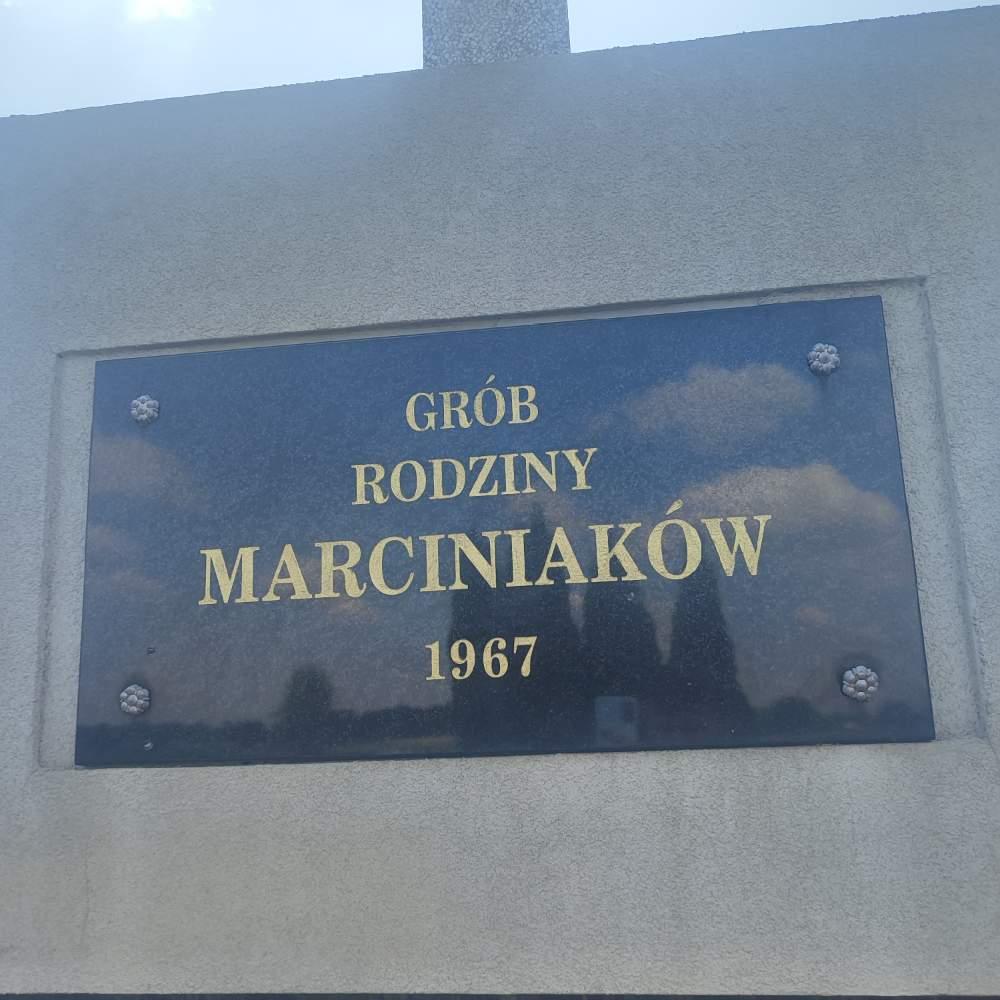 GRÓB
RODZINY
MARCINIAKÓW
1967